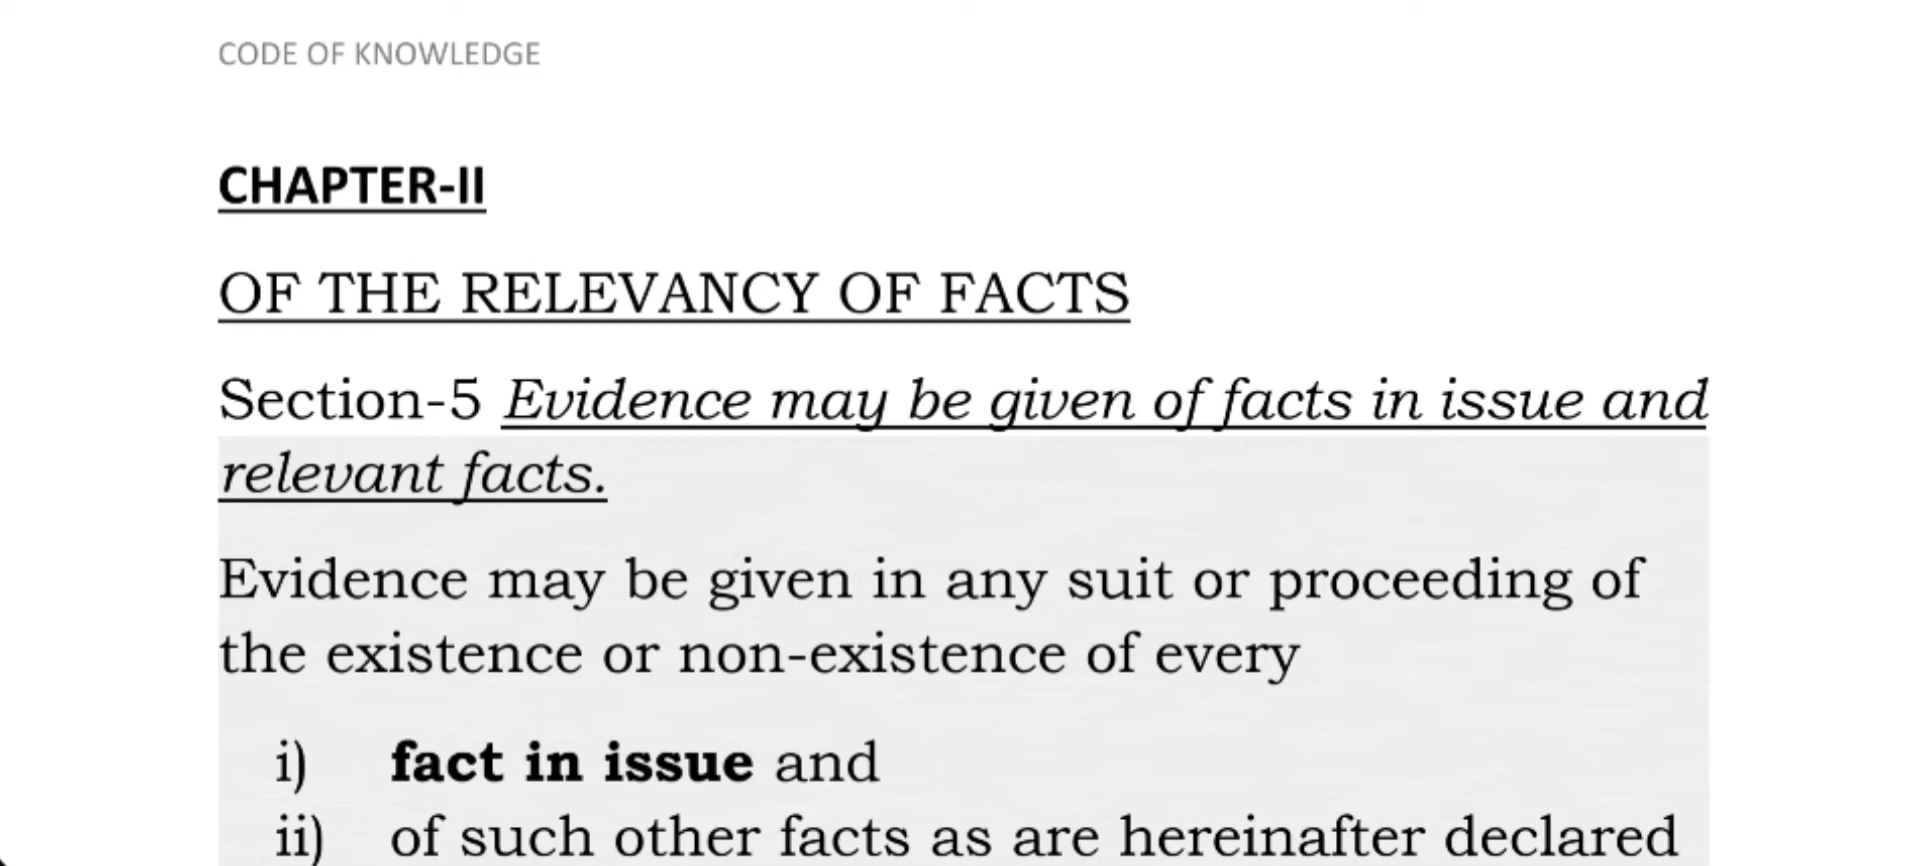 CODE OF KNOWLEDGE
CHAPTER-II
OF THE RELEVANCY OF FACTS
Section-5 Evidence may be given of facts in issue and
relevant facts.
Evidence may be given in any suit or proceeding of
the existence or non-existence of every
i) fact in issue and
ii) of such other facts as are hereinafter declared